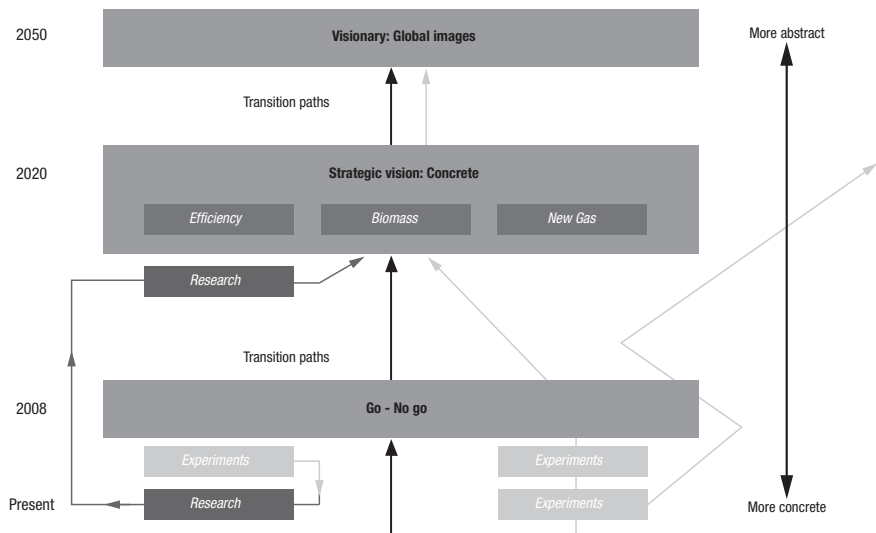 2050
Visionary: Global images
More abstract
Transition paths
2020
Strategic vision: Concrete
Efficiency
Biomass
New Gas
Research
Transition paths
2008
Go - No go
Experiments
Experiments
Present
Research
Experiments
More concrete